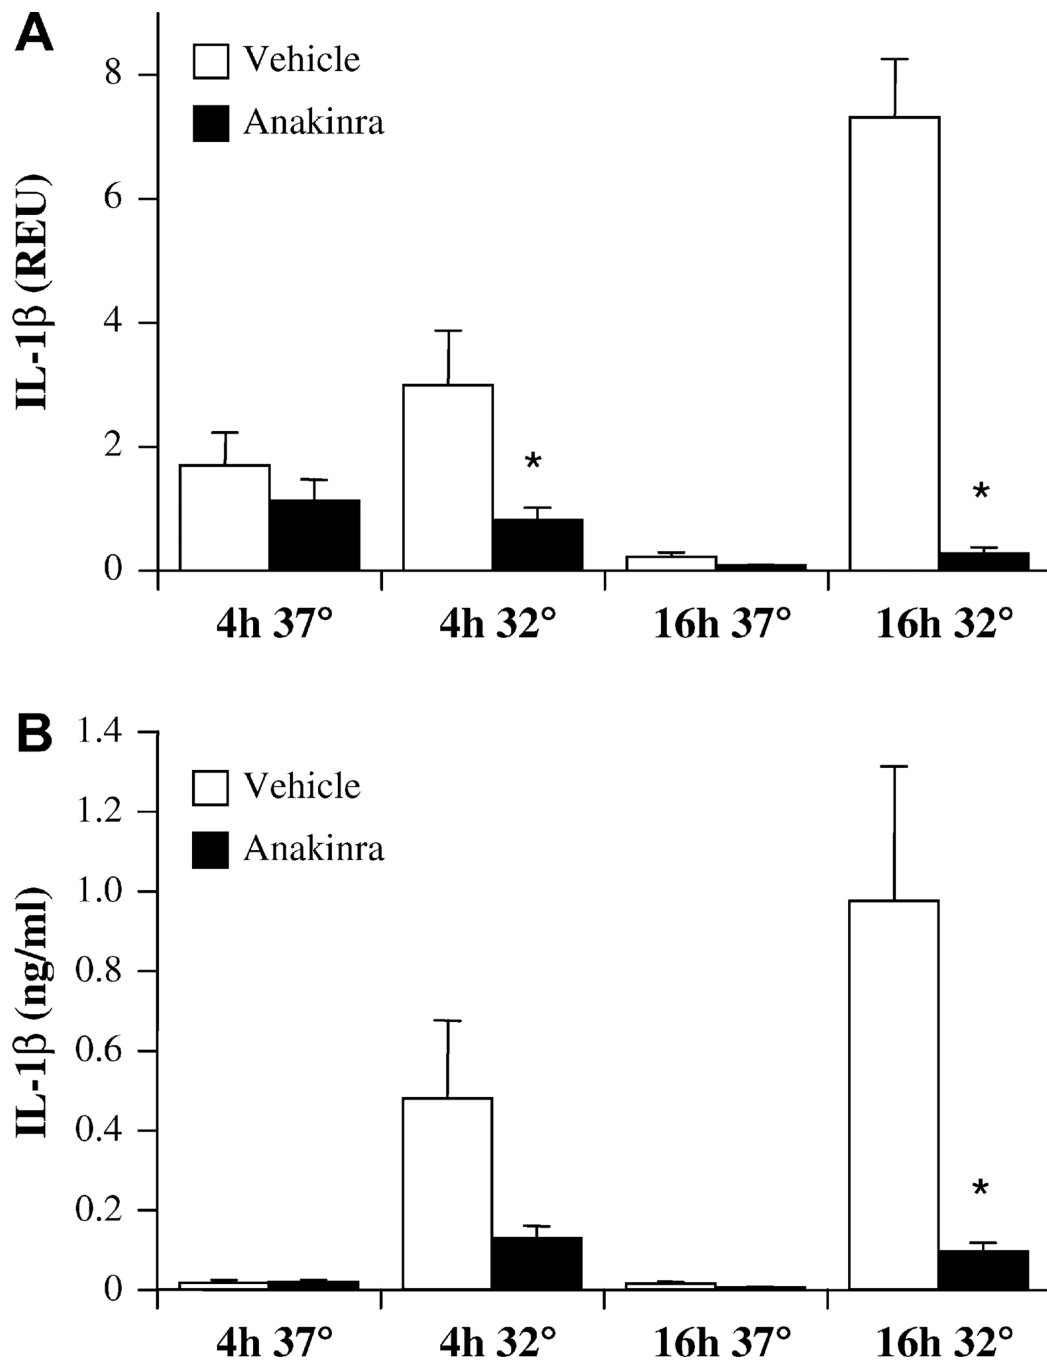 A
Vehicle
Anakinra
IL-1β (REU)
8
6
4
2
0
*
*
4h 37° 4h 32° 16h 37° 16h 32°
B
Vehicle
Anakinra
IL-1β (ng/ml)
1.4
1.2
1.0
0.8
0.6
0.4
0.2
0
*
4h 37° 4h 32° 16h 37° 16h 32°